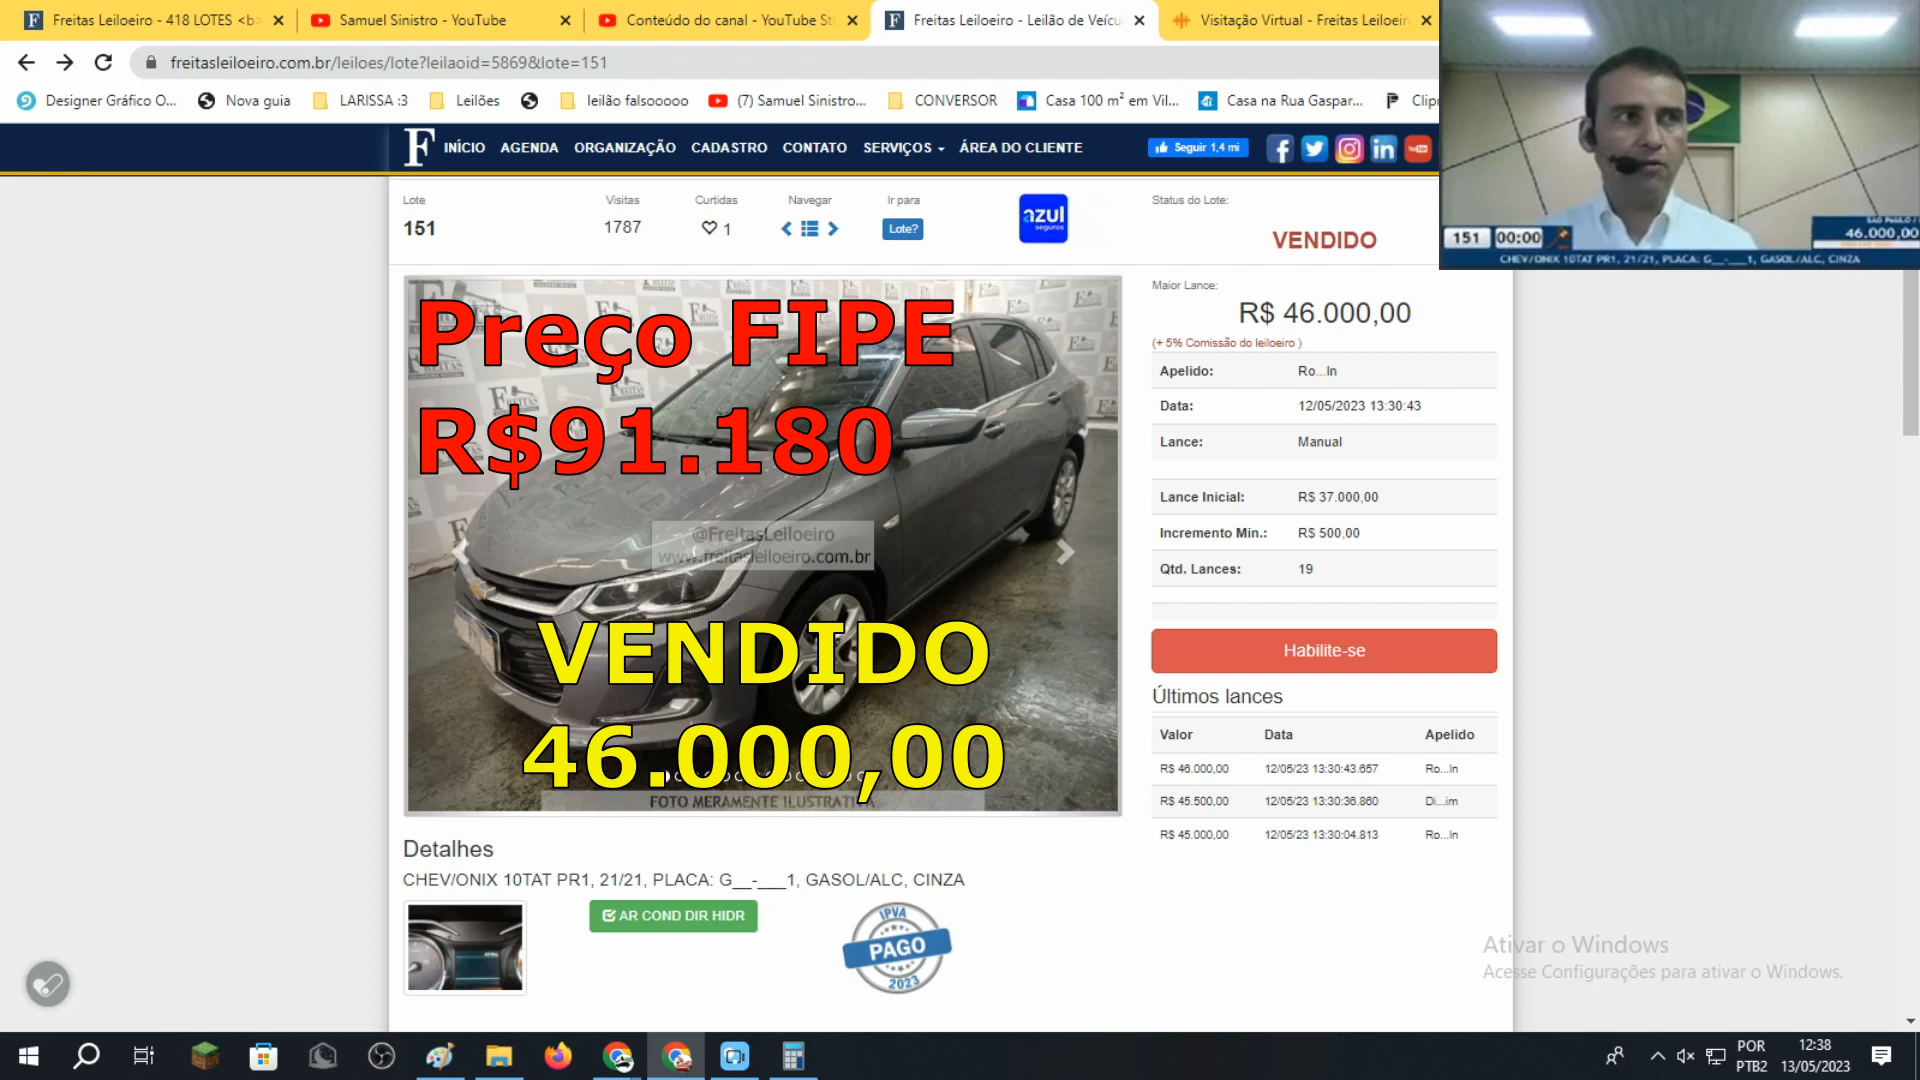 Freitas Leiloeiro - 418 LOTES <b>
Samuel Sinistro - YouTube
Conteúdo do canal - YouTube St
Freitas Leiloeiro - Leilão de Veícu
Visitação Virtual - Freitas Leiloeir
freitasleiloeiro.com.br/leiloes/lote?leilaoid=5869&lote=151
Designer Gráfico O...
Nova guia
LARISSA :3
Leilões
leilão falsooooo
(7) Samuel Sinistro...
CONVERSOR
Casa 100 m² em Vil...
Casa na Rua Gaspar...
Clip
F INÍCIO AGENDA ORGANIZAÇÃO CADASTRO CONTATO SERVIÇOS ÁREA DO CLIENTE
Seguir 1,4 mi
Lote
151
Visitas
1787
Curtidas
1
Navegar
Ir para
Lote?
azul
seguros
Status do Lote:
VENDIDO
151 00:00
SÃO PAULO /
46.000,00
CHEV/ONIX 10TAT PR1, 21/21, PLACA: G__-___1, GASOL/ALC, CINZA
Preço FIPE
R$91.180
@FreitasLeiloeiro
www.freitasleiloeiro.com.br
VENDIDO
46.000,00
FOTO MERAMENTE ILUSTRATIVA
Maior Lance:
R$ 46.000,00
(+ 5% Comissão do leiloeiro )
Apelido: Ro...In
Data: 12/05/2023 13:30:43
Lance: Manual
Lance Inicial: R$ 37.000,00
Incremento Min.: R$ 500,00
Qtd. Lances: 19
Habilite-se
Últimos lances
Valor Data Apelido
R$ 46.000,00 12/05/23 13:30:43.657 Ro...In
R$ 45.500,00 12/05/23 13:30:36.860 Di...im
R$ 45.000,00 12/05/23 13:30:04.813 Ro...In
Detalhes
CHEV/ONIX 10TAT PR1, 21/21, PLACA: G__-___1, GASOL/ALC, CINZA
AR COND DIR HIDR
IPVA
PAGO
2023
Ativar o Windows
Acesse Configurações para ativar o Windows.
POR
PTB2
12:38
13/05/2023